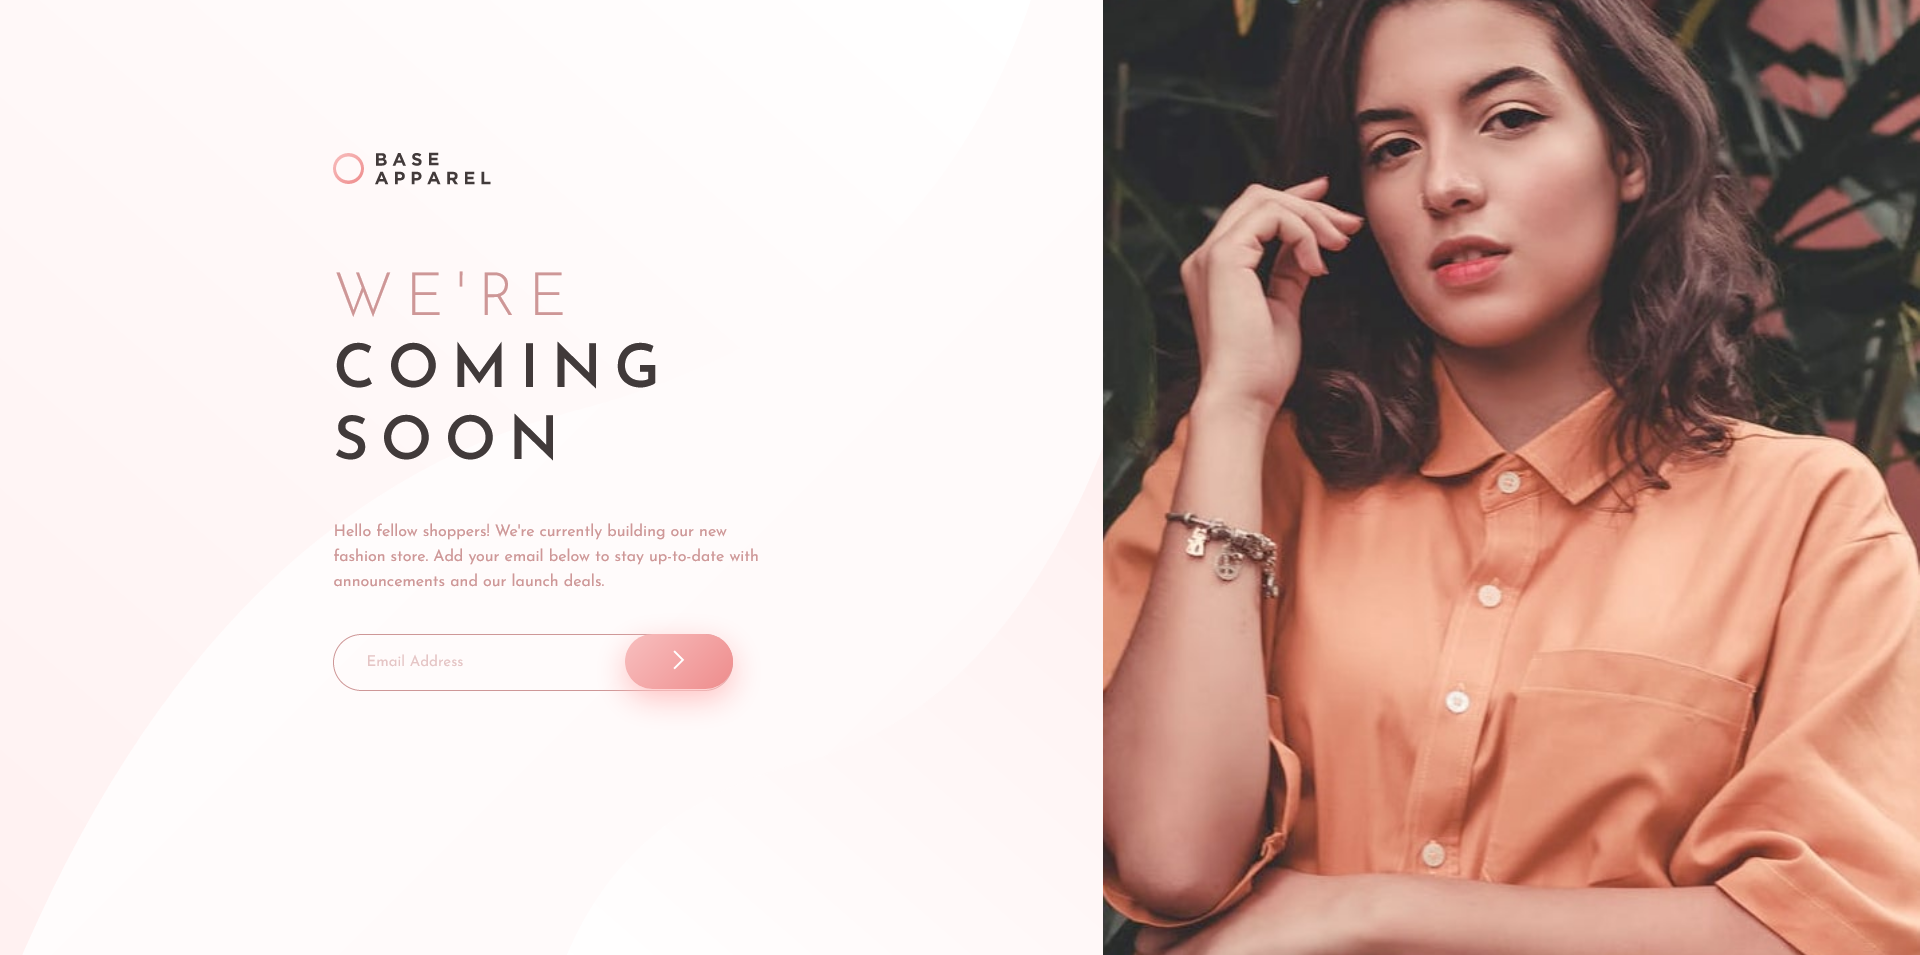 BASE
APPAREL
WE'RE
COMING
SOON
Hello fellow shoppers! We're currently building our new
fashion store. Add your email below to stay up-to-date with
announcements and our launch deals.
Email Address